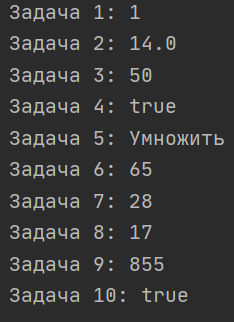 Задача 1: 1
Задача 2: 14.0
Задача 3: 50
Задача 4: true
Задача 5: Умножить
Задача 6: 65
Задача 7: 28
Задача 8: 17
Задача 9: 855
Задача 10: true